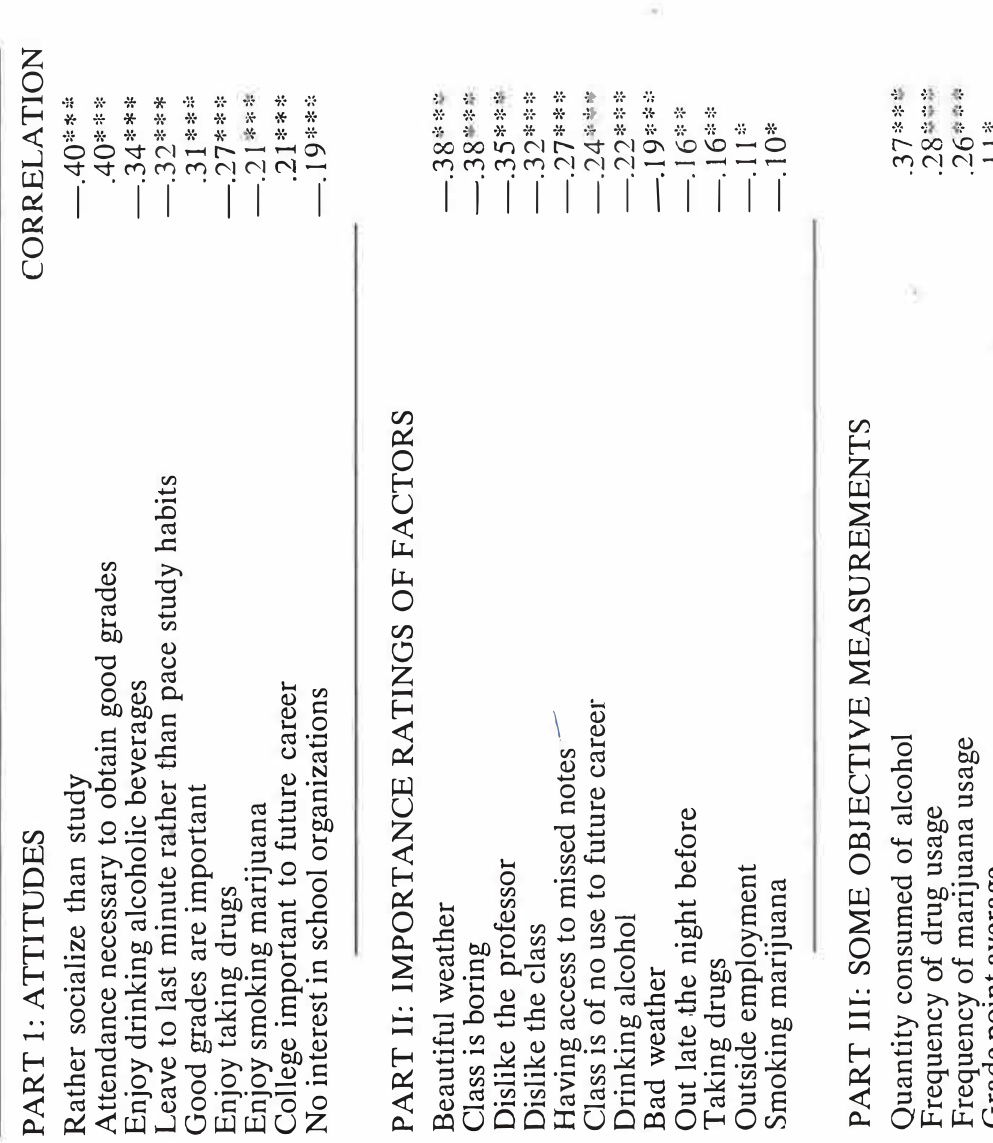 PART 1: ATTITUDES CORRELATION
Rather socialize than study —.40***
Attendance necessary to obtain good grades .40***
Enjoy drinking alcoholic beverages —.34***
Leave to last minute rather than pace study habits —.32***
Good grades are important .31***
Enjoy taking drugs —.27***
Enjoy smoking marijuana —.21***
College important to future career .21***
No interest in school organizations —.19***
PART II: IMPORTANCE RATINGS OF FACTORS
Beautiful weather —.38***
Class is boring —.38***
Dislike the professor —.35***
Dislike the class —.32***
Having access to missed notes —.27***
Class is of no use to future career —.24***
Drinking alcohol —.22***
Bad weather —.19***
Out late the night before —.16**
Taking drugs —.16**
Outside employment —.11*
Smoking marijuana —.10*
PART III: SOME OBJECTIVE MEASUREMENTS
Quantity consumed of alcohol .37***
Frequency of drug usage .28***
Frequency of marijuana usage .26***
Grade point average .11*